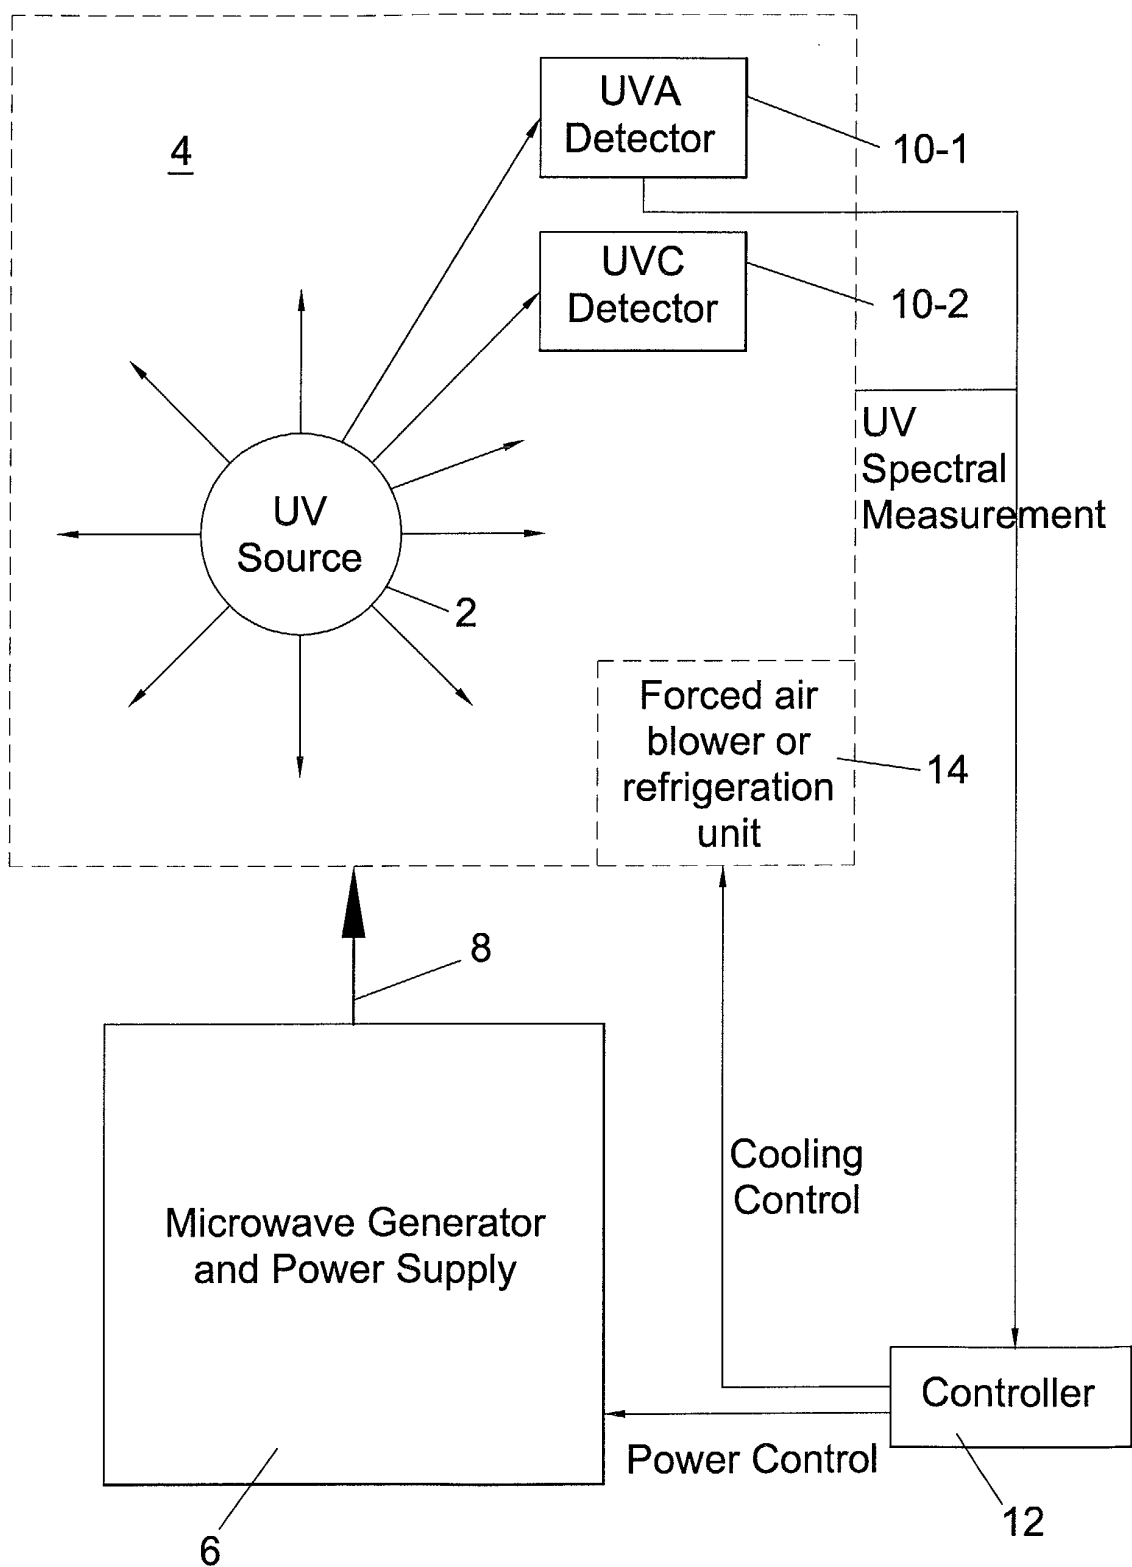 UVA
Detector
4
10-1
UVC
Detector
10-2
UV
Spectral
Measurement
UV
Source
2
Forced air
blower or
refrigeration
unit
14
8
Cooling
Control
Microwave Generator
and Power Supply
Controller
Power Control
12
6